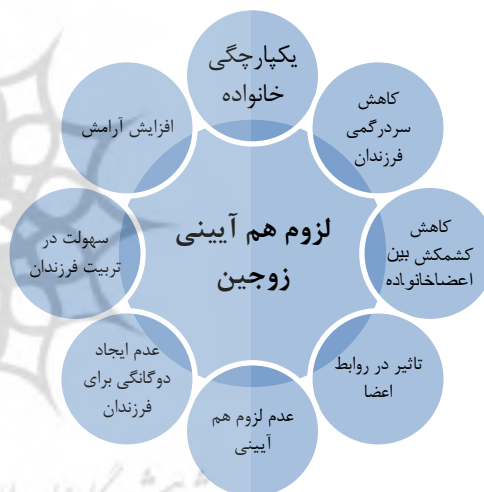 یکپارچگی
خانواده
کاهش
سردرگمی
فرزندان
کاهش
کشمکش بین
اعضاخانواده
تاثیر در روابط
اعضا
عدم لزوم هم
آیینی
عدم ایجاد
دوگانگی برای
فرزندان
سهولت در
تربیت فرزندان
افزایش آرامش
لزوم هم آیینی
زوجین